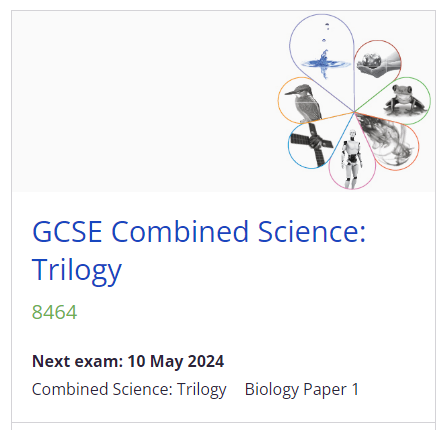 GCSE Combined Science:
Trilogy
8464
Next exam: 10 May 2024
Combined Science: Trilogy Biology Paper 1